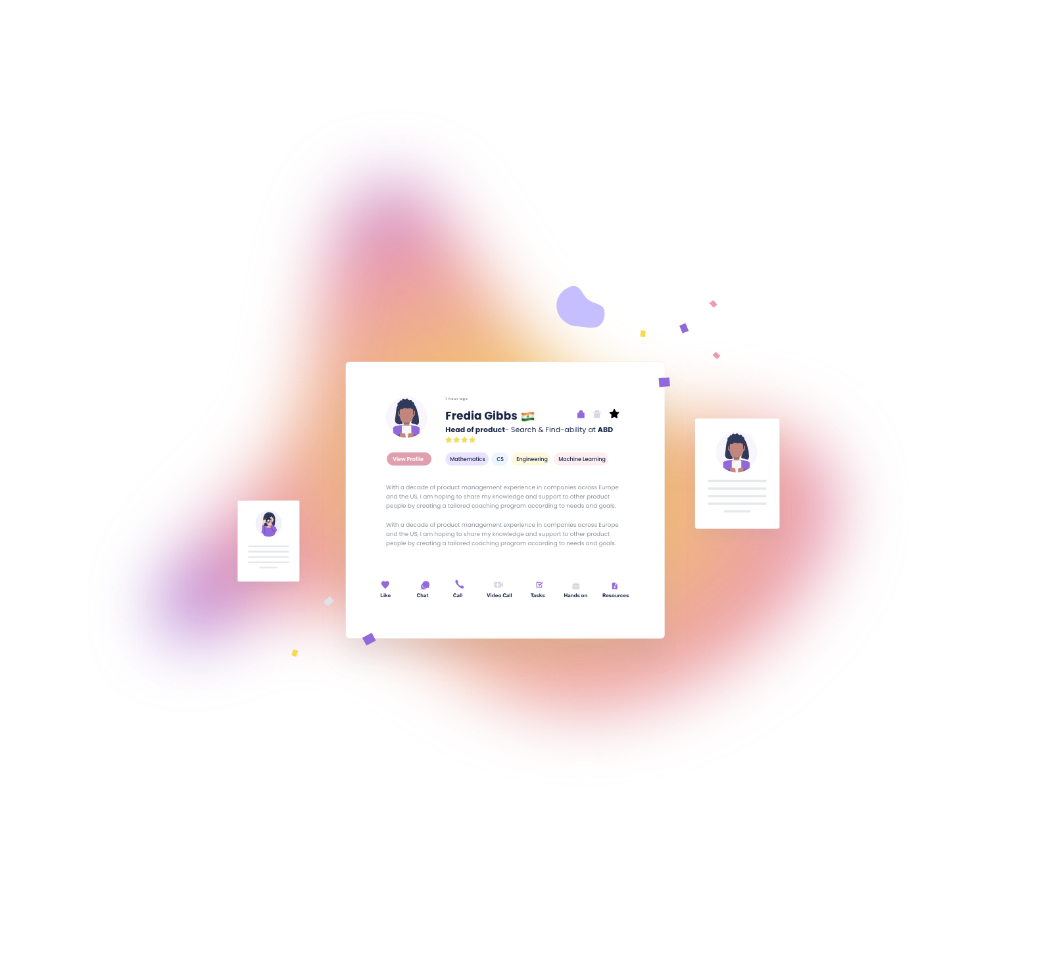 1 hour ago
Fredia Gibbs
Head of product- Search & Find-ability at ABD
View Profile
Mathematics CS Engineering Machine Learning
With a decade of product management experience in companies across Europe
and the US, I am hoping to share my knowledge and support to other product
people by creating a tailored coaching program according to needs and goals.
With a decade of product management experience in companies across Europe
and the US, I am hoping to share my knowledge and support to other product
people by creating a tailored coaching program according to needs and goals.
Like Chat Call Video Call Tasks Hands on Resources